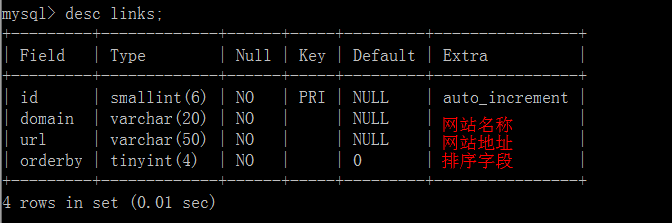 mysql> desc links;
+---------+-------------+------+-----+---------+----------------+
| Field | Type | Null | Key | Default | Extra |
+---------+-------------+------+-----+---------+----------------+
| id | smallint(6) | NO | PRI | NULL | auto_increment |
| domain | varchar(20) | NO | | NULL | 网站名称
| url | varchar(50) | NO | | NULL | 网站地址
| orderby | tinyint(4) | NO | | 0 | 排序字段
+---------+-------------+------+-----+---------+----------------+
4 rows in set (0.01 sec)